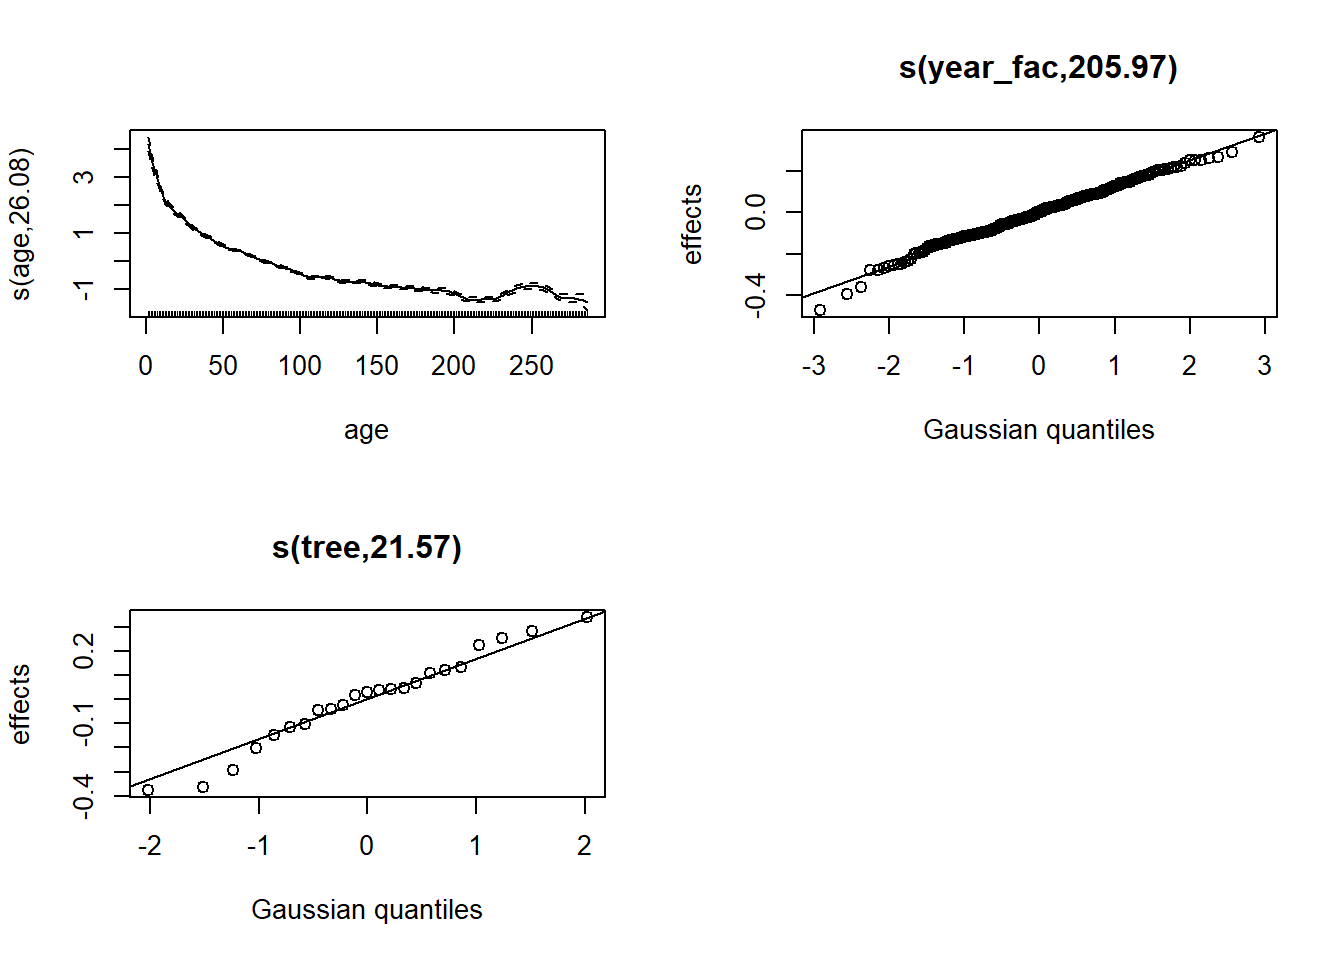 s(age,26.08)
3
1
-1
0 50 100 150 200 250
age
s(year_fac,205.97)
effects
0.0
-0.4
-3 -2 -1 0 1 2 3
Gaussian quantiles
s(tree,21.57)
effects
0.2
-0.1
-0.4
-2 -1 0 1 2
Gaussian quantiles